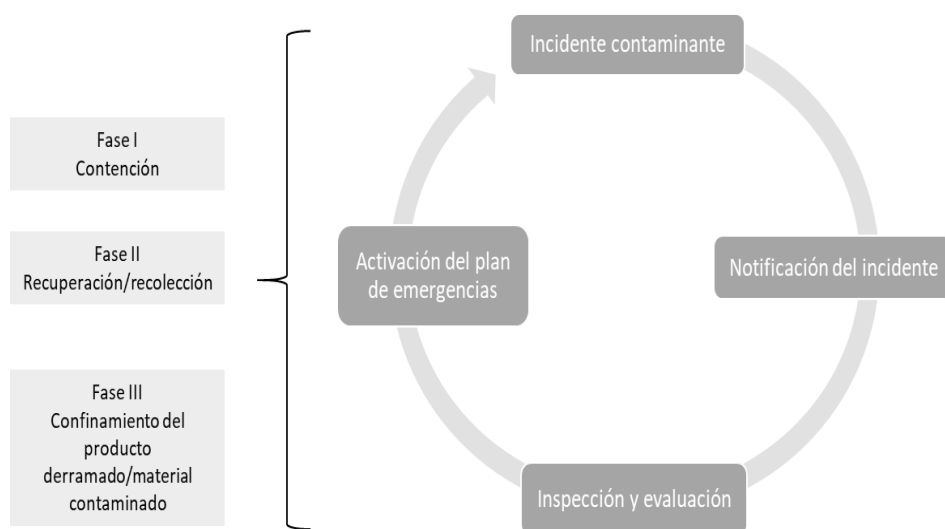 Incidente contaminante
Fase I
Contención
Fase II
Recuperación/recolección
Activación del plan
de emergencias
Notificación del incidente
Fase III
Confinamiento del
producto
derramado/material
contaminado
Inspección y evaluación